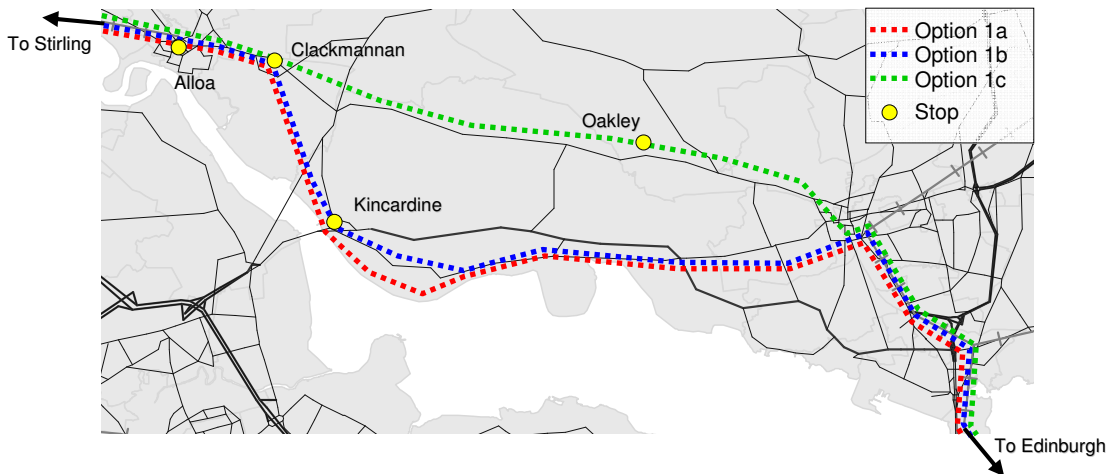 To Stirling
Alloa
Clackmannan
Oakley
Kincardine
Option 1a
Option 1b
Option 1c
Stop
To Edinburgh